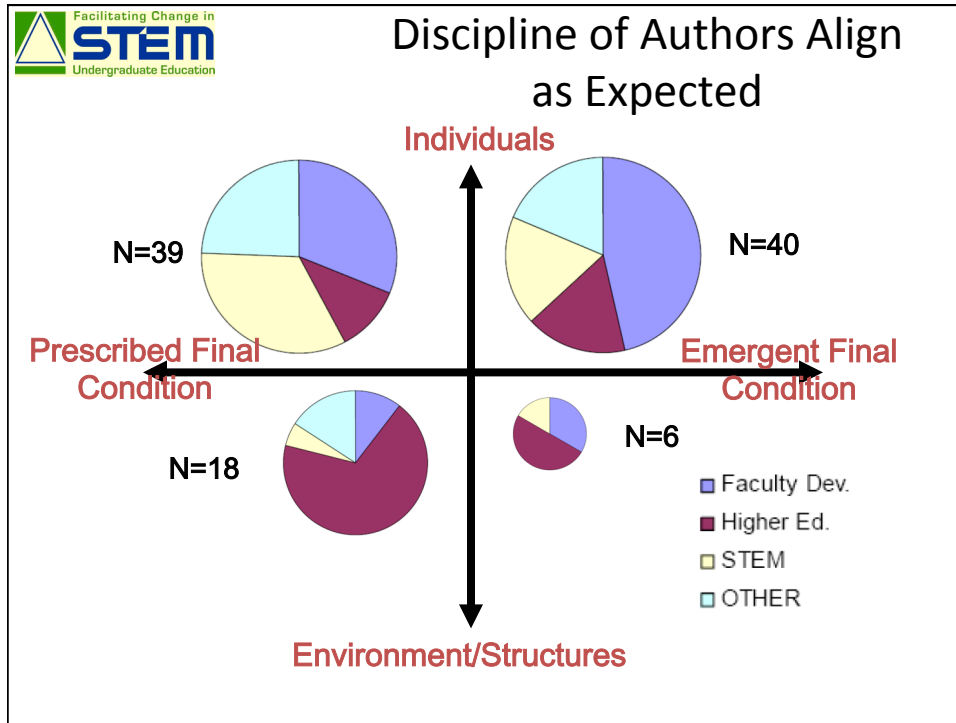 Facilitating Change in
STEM
Undergraduate Education
Discipline of Authors Align
as Expected
Individuals
N=39
N=40
Prescribed Final
Condition
Emergent Final
Condition
N=18
N=6
Faculty Dev.
Higher Ed.
STEM
OTHER
Environment/Structures